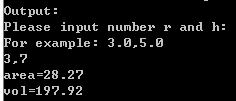 Output:
Please input number r and h:
For example: 3.0,5.0
3,7
area=28.27
vol=197.92